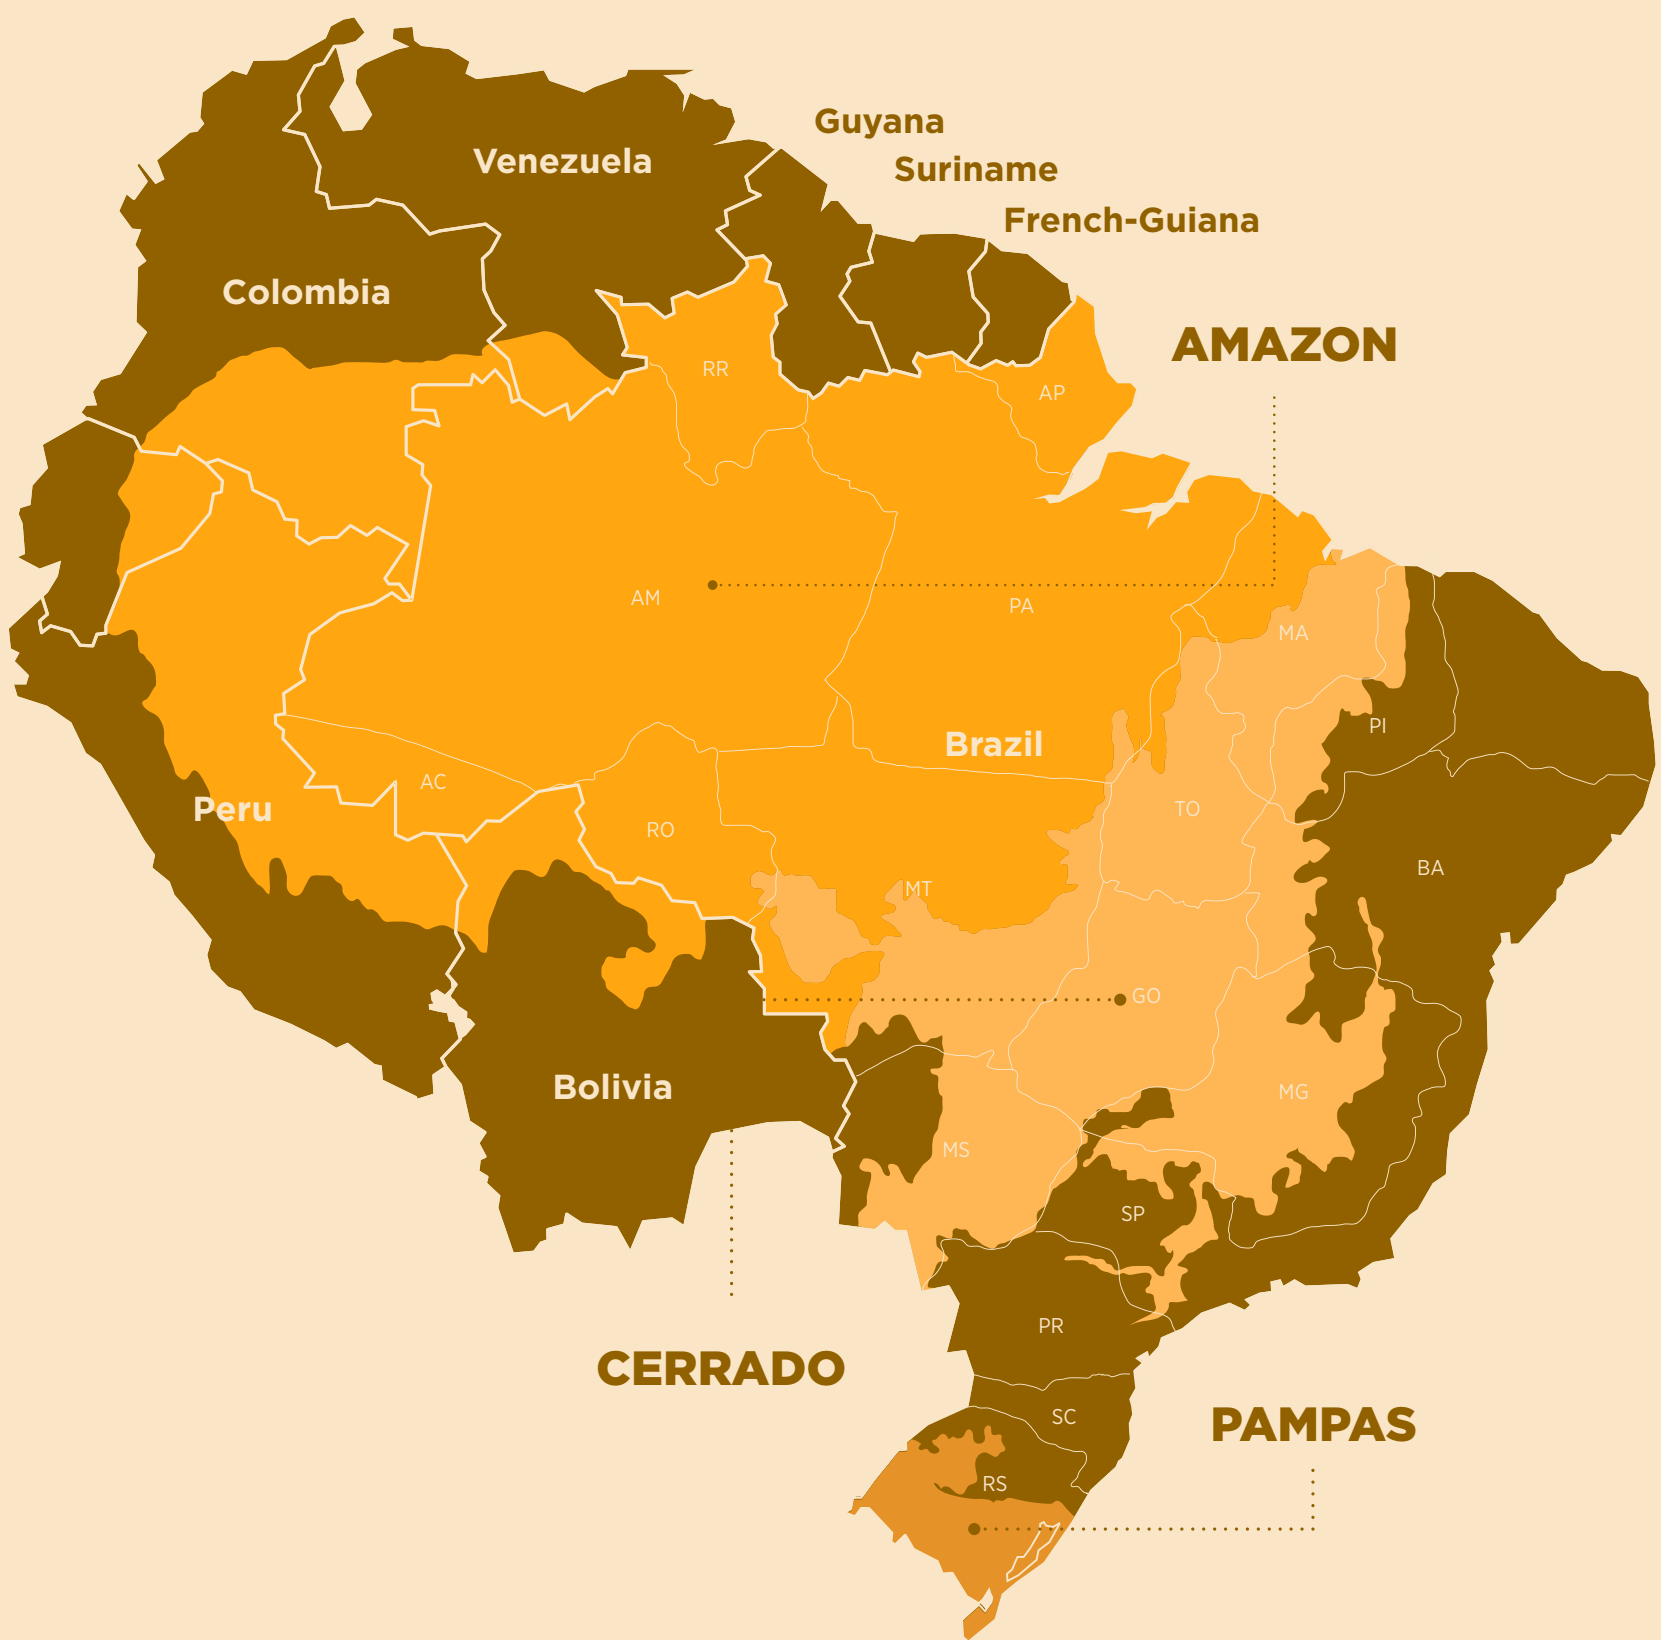 Guyana
Venezuela
Suriname
French-Guiana
Colombia
AMAZON
RR
AP
AM
PA
MA
PI
Brazil
AC
Peru
TO
RO
BA
MT
GO
Bolivia
MG
MS
SP
PR
CERRADO
SC
PAMPAS
RS